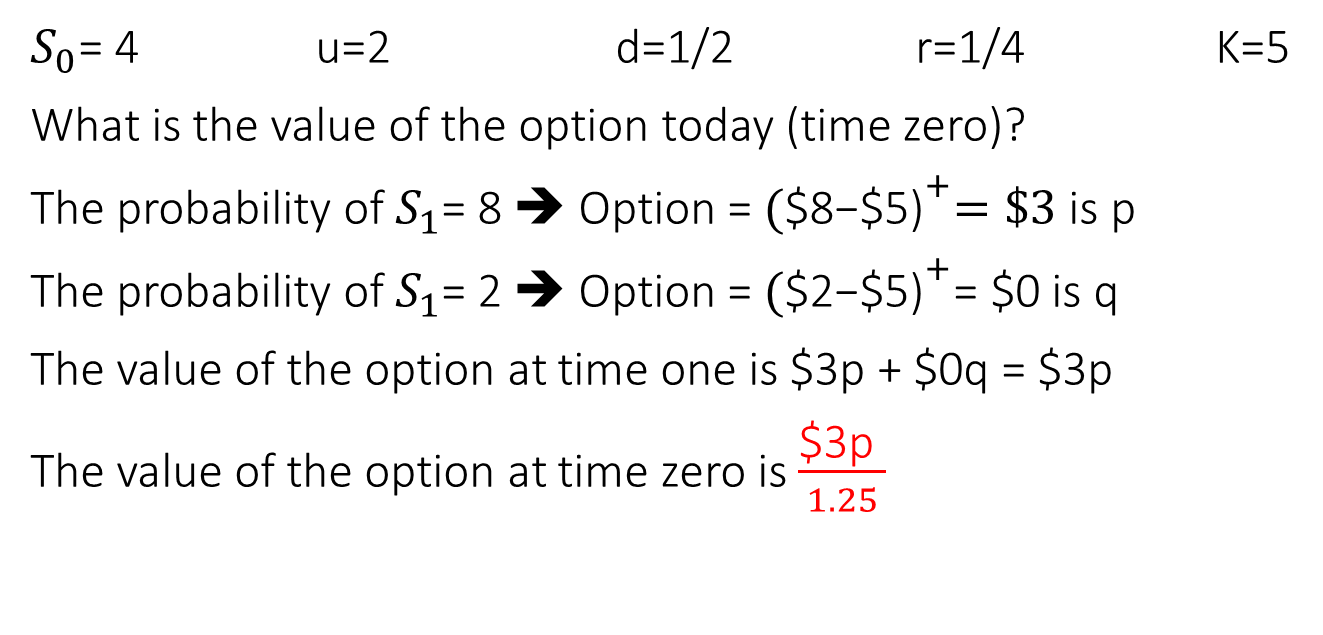 S₀= 4 u=2 d=1/2 r=1/4 K=5
What is the value of the option today (time zero)?
The probability of S₁= 8 🡺 Option = ($8−$5)⁺= $3 is p
The probability of S₁= 2 🡺 Option = ($2−$5)⁺= $0 is q
The value of the option at time one is $3p + $0q = $3p
The value of the option at time zero is $3p/1.25